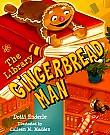 The Library
GINGERBREAD
MAN
Dotti Enderle
Illustrated by
Colleen M. Madden